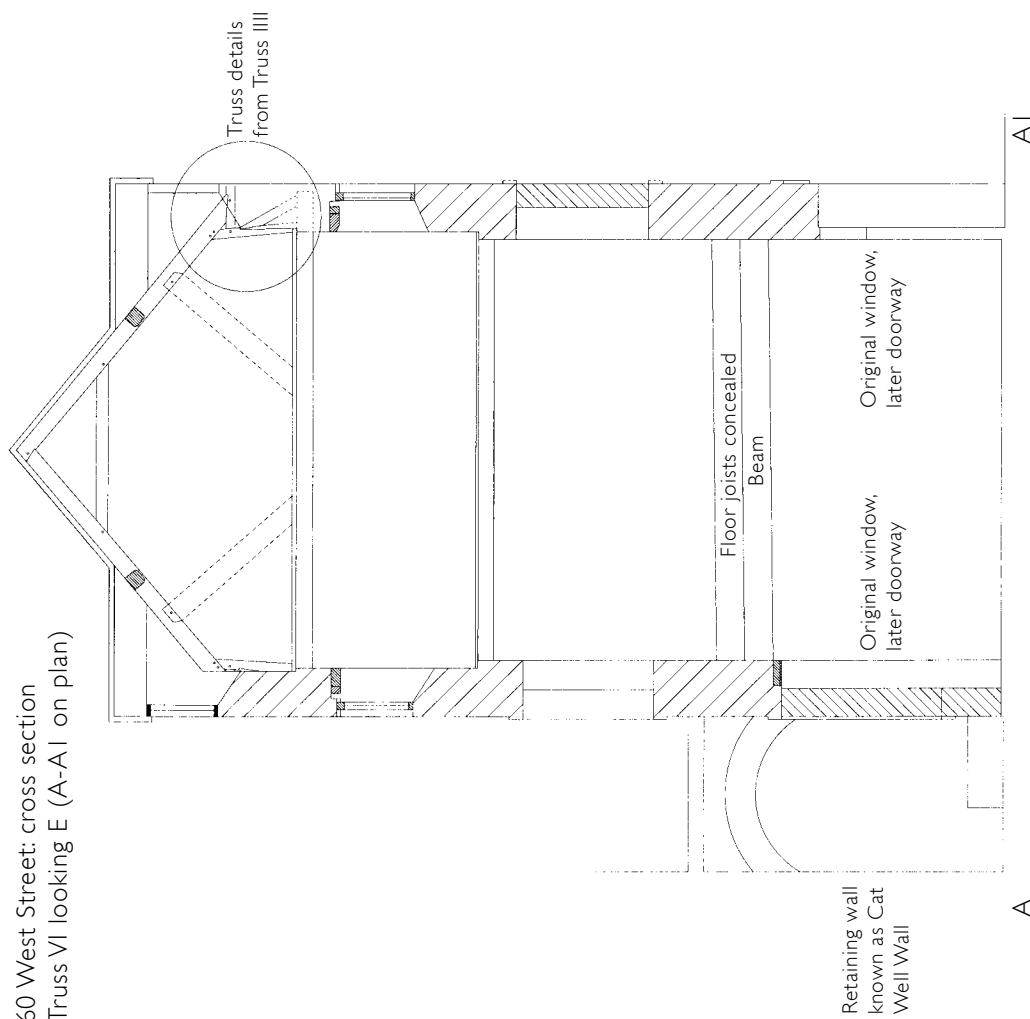 60 West Street: cross section
Truss VI looking E (A-A1 on plan)
Truss details
from Truss IIII
Floor joists concealed
Beam
Original window,
later doorway
Original window,
later doorway
Retaining wall
known as Cat
Well Wall
A
A1